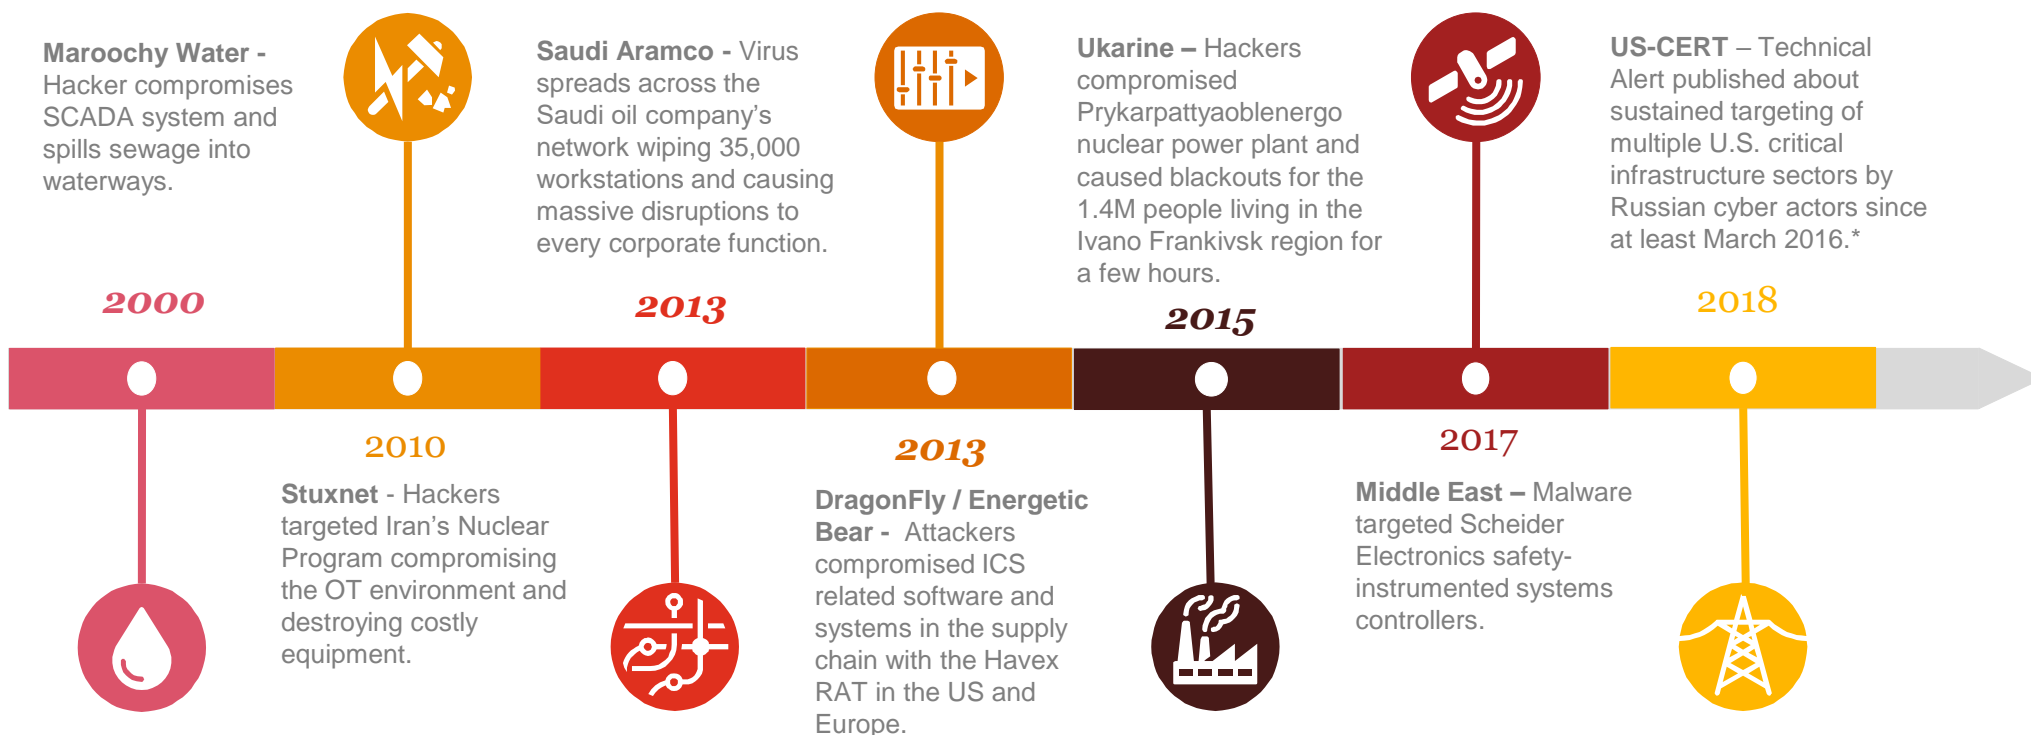 Maroochy Water -
Hacker compromises
SCADA system and
spills sewage into
waterways.
2000
2010
Stuxnet - Hackers
targeted Iran's Nuclear
Program compromising
the OT environment and
destroying costly
equipment.
Saudi Aramco - Virus
spreads across the
Saudi oil company's
network wiping 35,000
workstations and causing
massive disruptions to
every corporate function.
2013
2013
DragonFly / Energetic
Bear - Attackers
compromised ICS
related software and
systems in the supply
chain with the Havex
RAT in the US and
Europe.
Ukarine – Hackers
compromised
Prykarpattyaoblenergo
nuclear power plant and
caused blackouts for the
1.4M people living in the
Ivano Frankivsk region for
a few hours.
2015
2017
Middle East – Malware
targeted Scheider
Electronics safety-
instrumented systems
controllers.
US-CERT – Technical
Alert published about
sustained targeting of
multiple U.S. critical
infrastructure sectors by
Russian cyber actors since
at least March 2016.*
2018